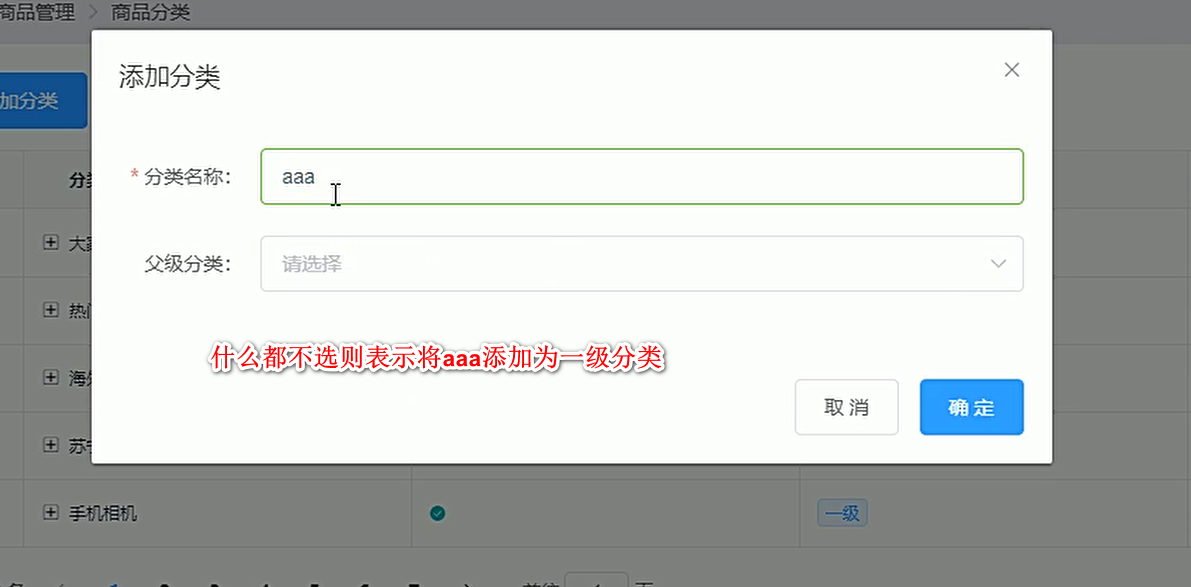 商品管理 > 商品分类
添加分类
加分类
* 分类名称：
aaa
父级分类：
请选择
什么都不选则表示将aaa添加为一级分类
取 消
确 定
分
大
热
海
苏
手机相机
一级